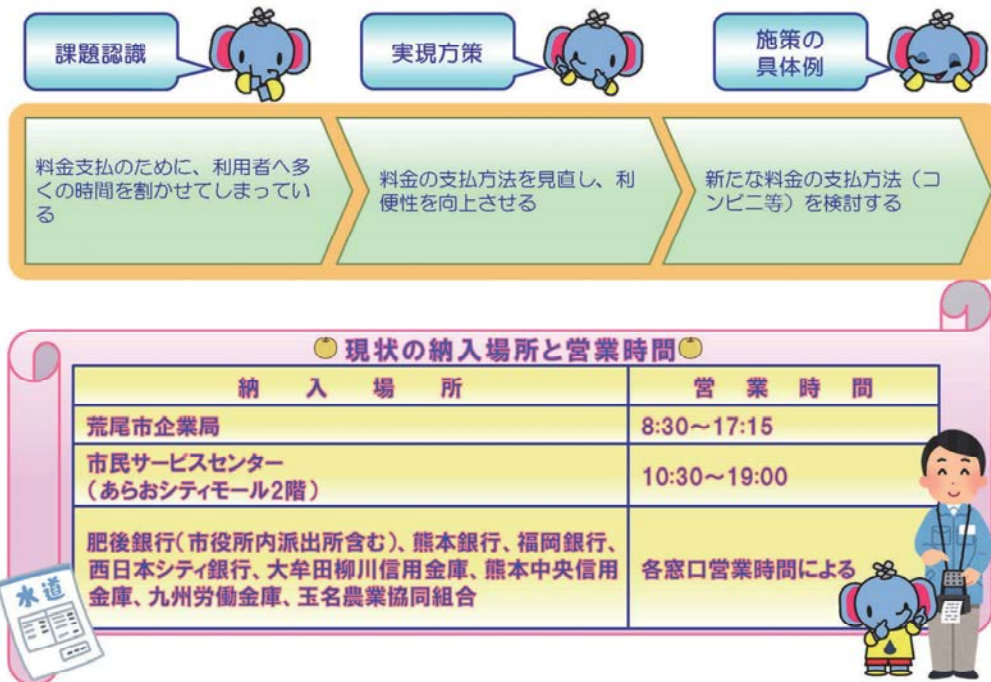 課題認識
実現方策
施策の
具体例
料金支払のために、利用者へ多
くの時間を割かせてしまってい
る
料金の支払方法を見直し、利
便性を向上させる
新たな料金の支払方法（コ
ンビニ等）を検討する
現状の納入場所と営業時間
納入場所
営業時間
荒尾市企業局
8:30～17:15
市民サービスセンター
（あらおシティモール2階）
10:30～19:00
肥後銀行（市役所内派出所含む）、熊本銀行、福岡銀行、
西日本シティ銀行、大牟田柳川信用金庫、熊本中央信用
金庫、九州労働金庫、玉名農業協同組合
各窓口営業時間による
水道